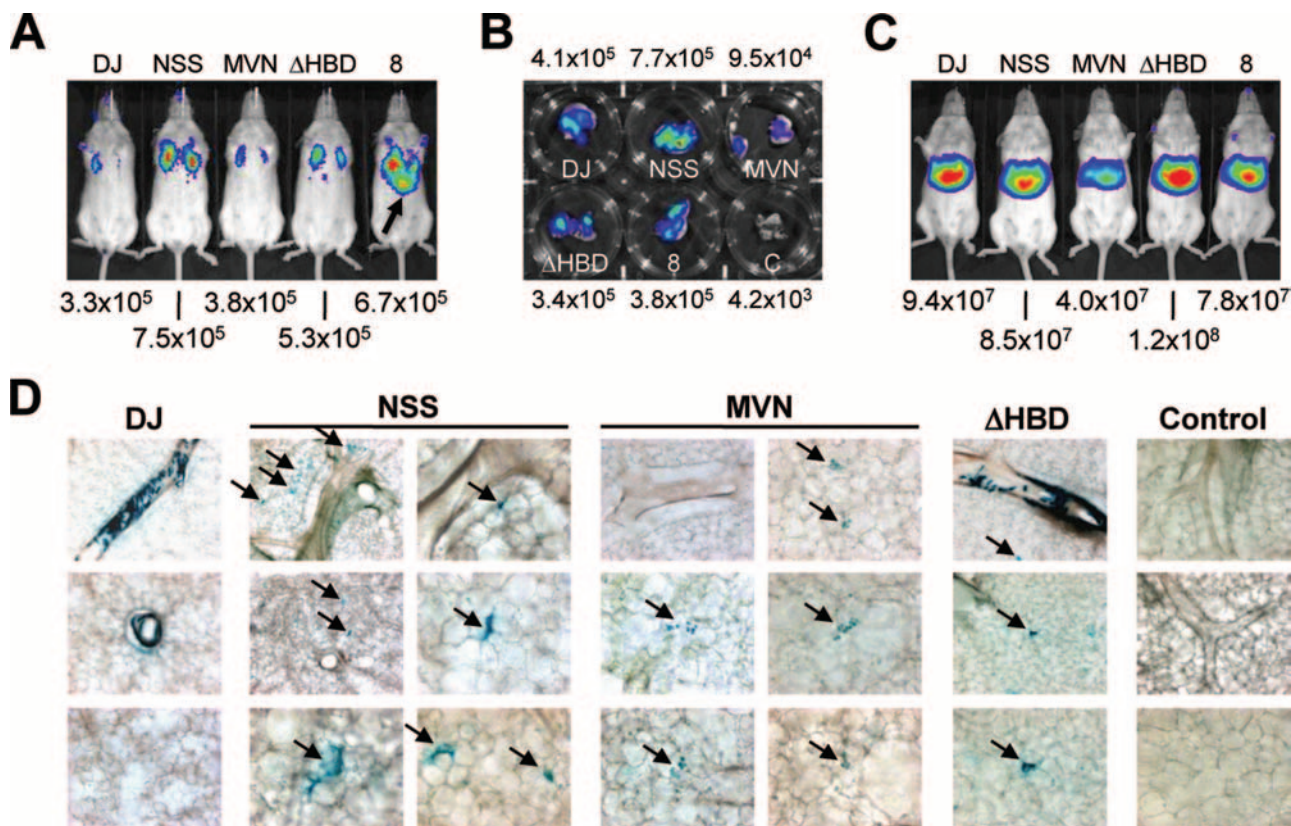 A
DJ NSS MVN ΔHBD 8
3.3x10⁵ 3.8x10⁵ 6.7x10⁵
7.5x10⁵ 5.3x10⁵
B
4.1x10⁵ 7.7x10⁵ 9.5x10⁴
DJ NSS MVN
ΔHBD 8 C
3.4x10⁵ 3.8x10⁵ 4.2x10³
C
DJ NSS MVN ΔHBD 8
9.4x10⁷ 4.0x10⁷ 7.8x10⁷
8.5x10⁷ 1.2x10⁸
D
DJ NSS MVN ΔHBD Control